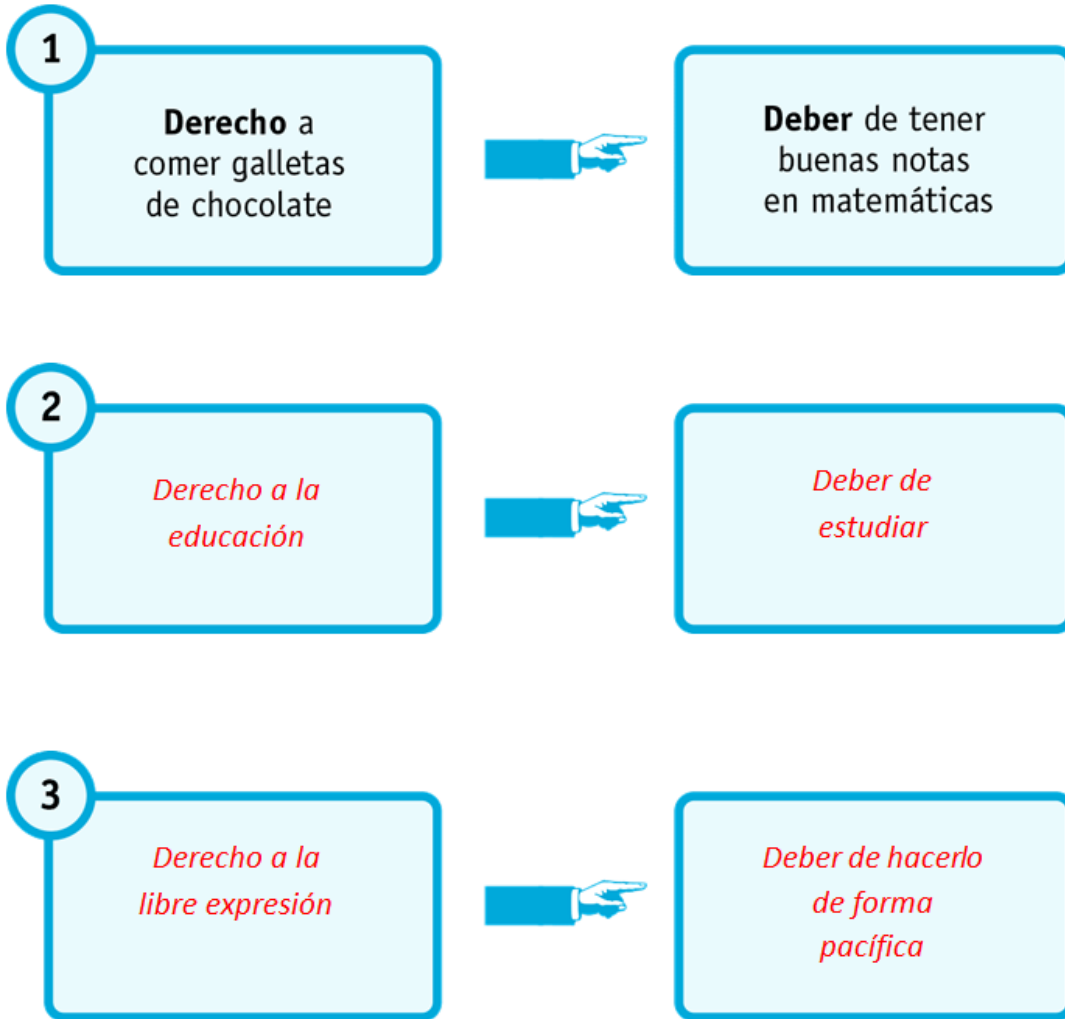 1
Derecho a
comer galletas
de chocolate
Deber de tener
buenas notas
en matemáticas
2
Derecho a la
educación
Deber de
estudiar
3
Derecho a la
libre expresión
Deber de hacerlo
de forma
pacífica